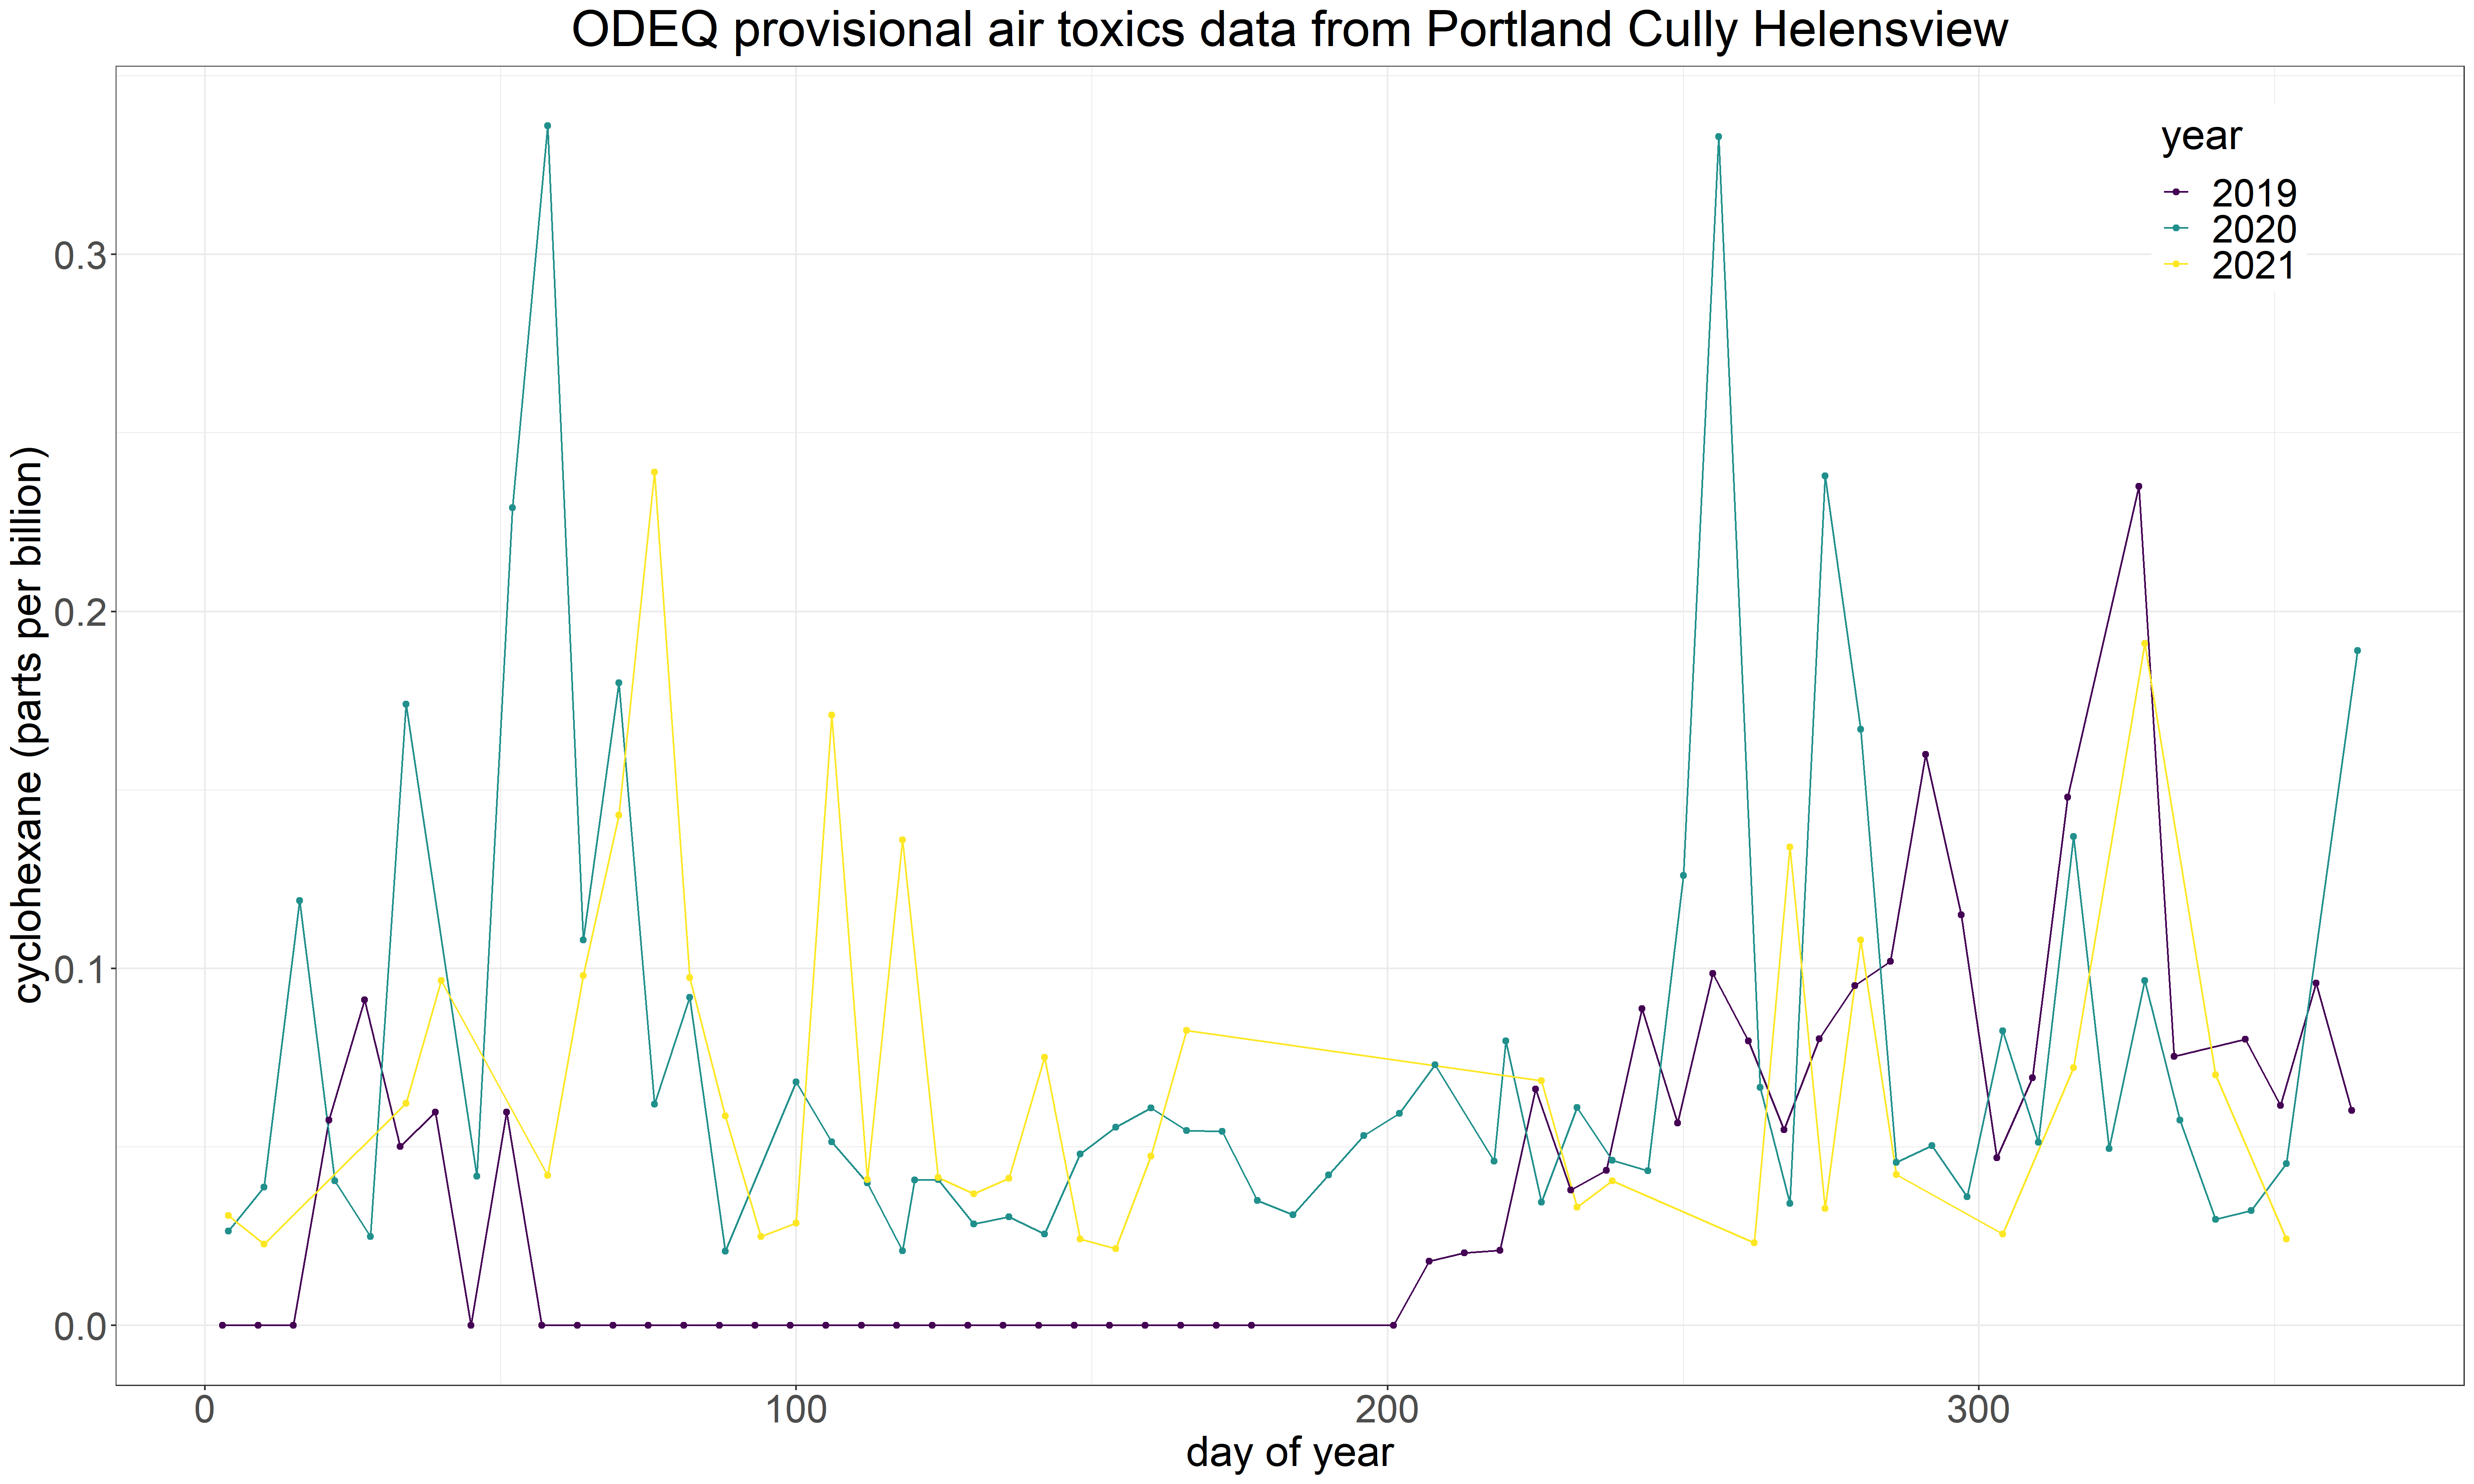 ODEQ provisional air toxics data from Portland Cully Helensview
year
2019
2020
2021
cyclohexane (parts per billion)
0.3
0.2
0.1
0.0
0 100 200 300
day of year